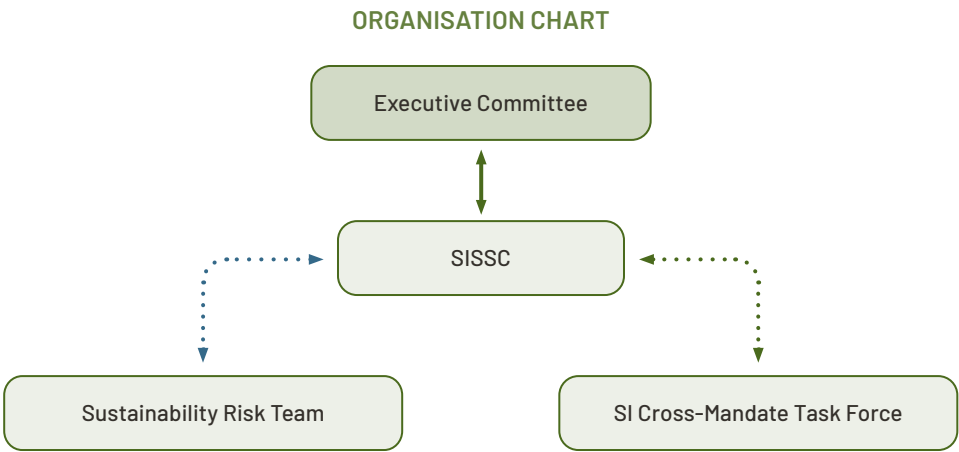 ORGANISATION CHART
Executive Committee
SISSC
Sustainability Risk Team
SI Cross-Mandate Task Force